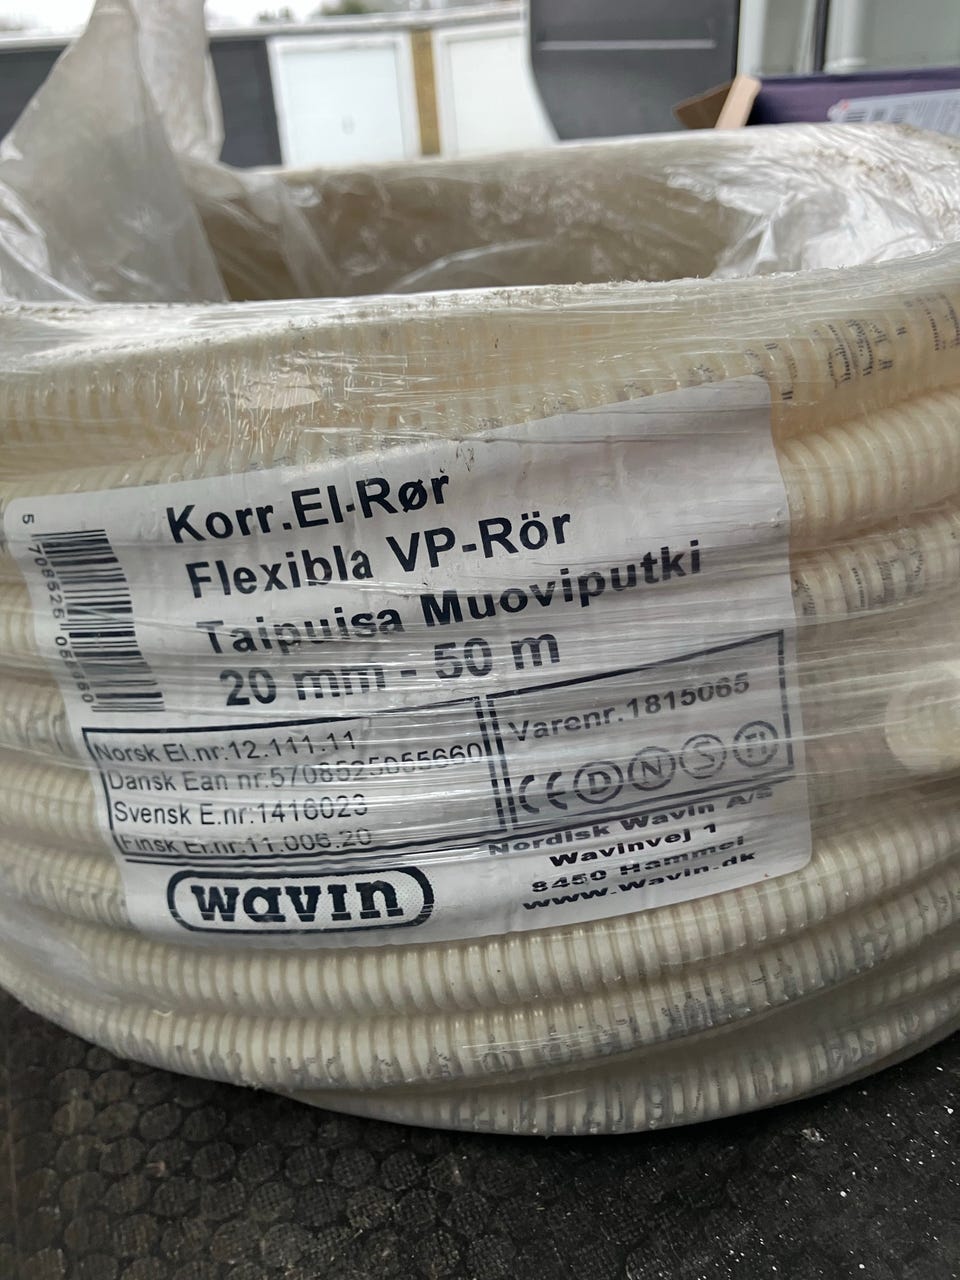 Korr.El-Rør
Flexibla VP-Rör
Taipuisa Muoviputki
20 mm - 50 m
Norsk El.nr:12.111.11
Dansk Ean nr:5708525055660
Svensk E.nr:1416023
Finsk El.nr:11.006.20
Varenr.1815065
CE D N S FI
Nordisk Wavin A/S
Wavinvej 1
8450 Hammel
www.wavin.dk
wavin